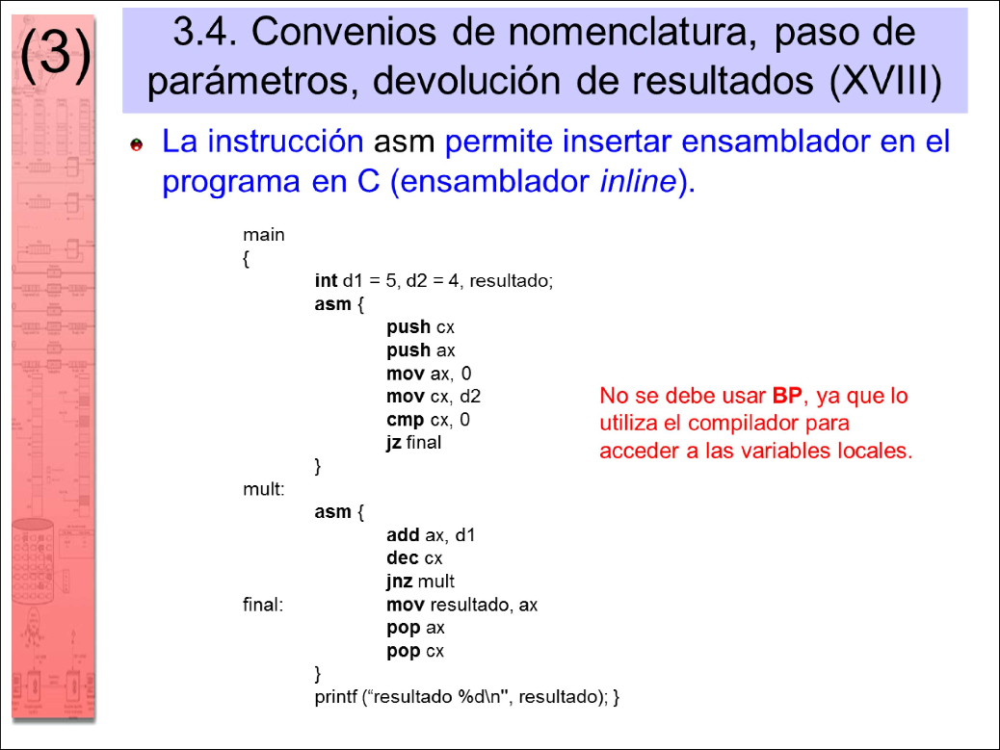 (3)
3.4. Convenios de nomenclatura, paso de
parámetros, devolución de resultados (XVIII)
La instrucción asm permite insertar ensamblador en el
programa en C (ensamblador inline).
main
{
int d1 = 5, d2 = 4, resultado;
asm {
push cx
push ax
mov ax, 0
mov cx, d2
cmp cx, 0
jz final
}
mult:
asm {
add ax, d1
dec cx
jnz mult
final: mov resultado, ax
pop ax
pop cx
}
printf (“resultado %d\n", resultado); }
No se debe usar BP, ya que lo
utiliza el compilador para
acceder a las variables locales.